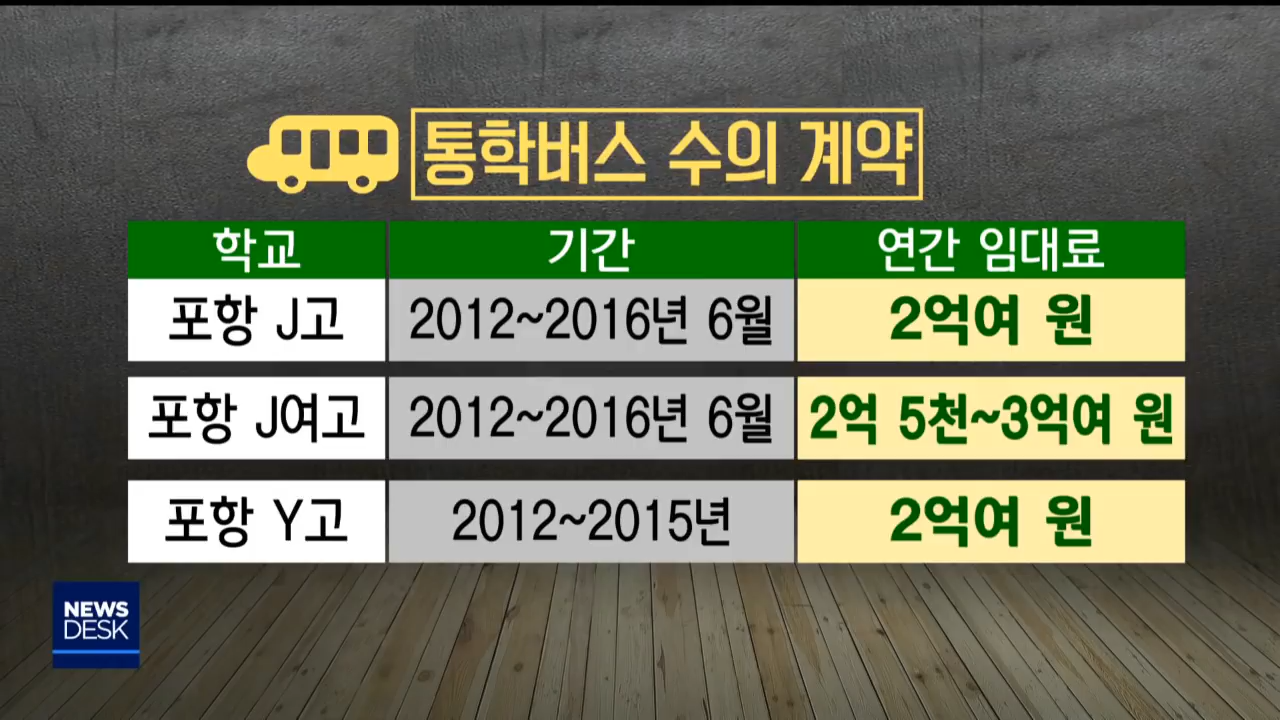 통학버스 수의 계약
학교 기간 연간 임대료
포항 J고 2012~2016년 6월 2억여 원
포항 J여고 2012~2016년 6월 2억 5천~3억여 원
포항 Y고 2012~2015년 2억여 원
NEWS
DESK